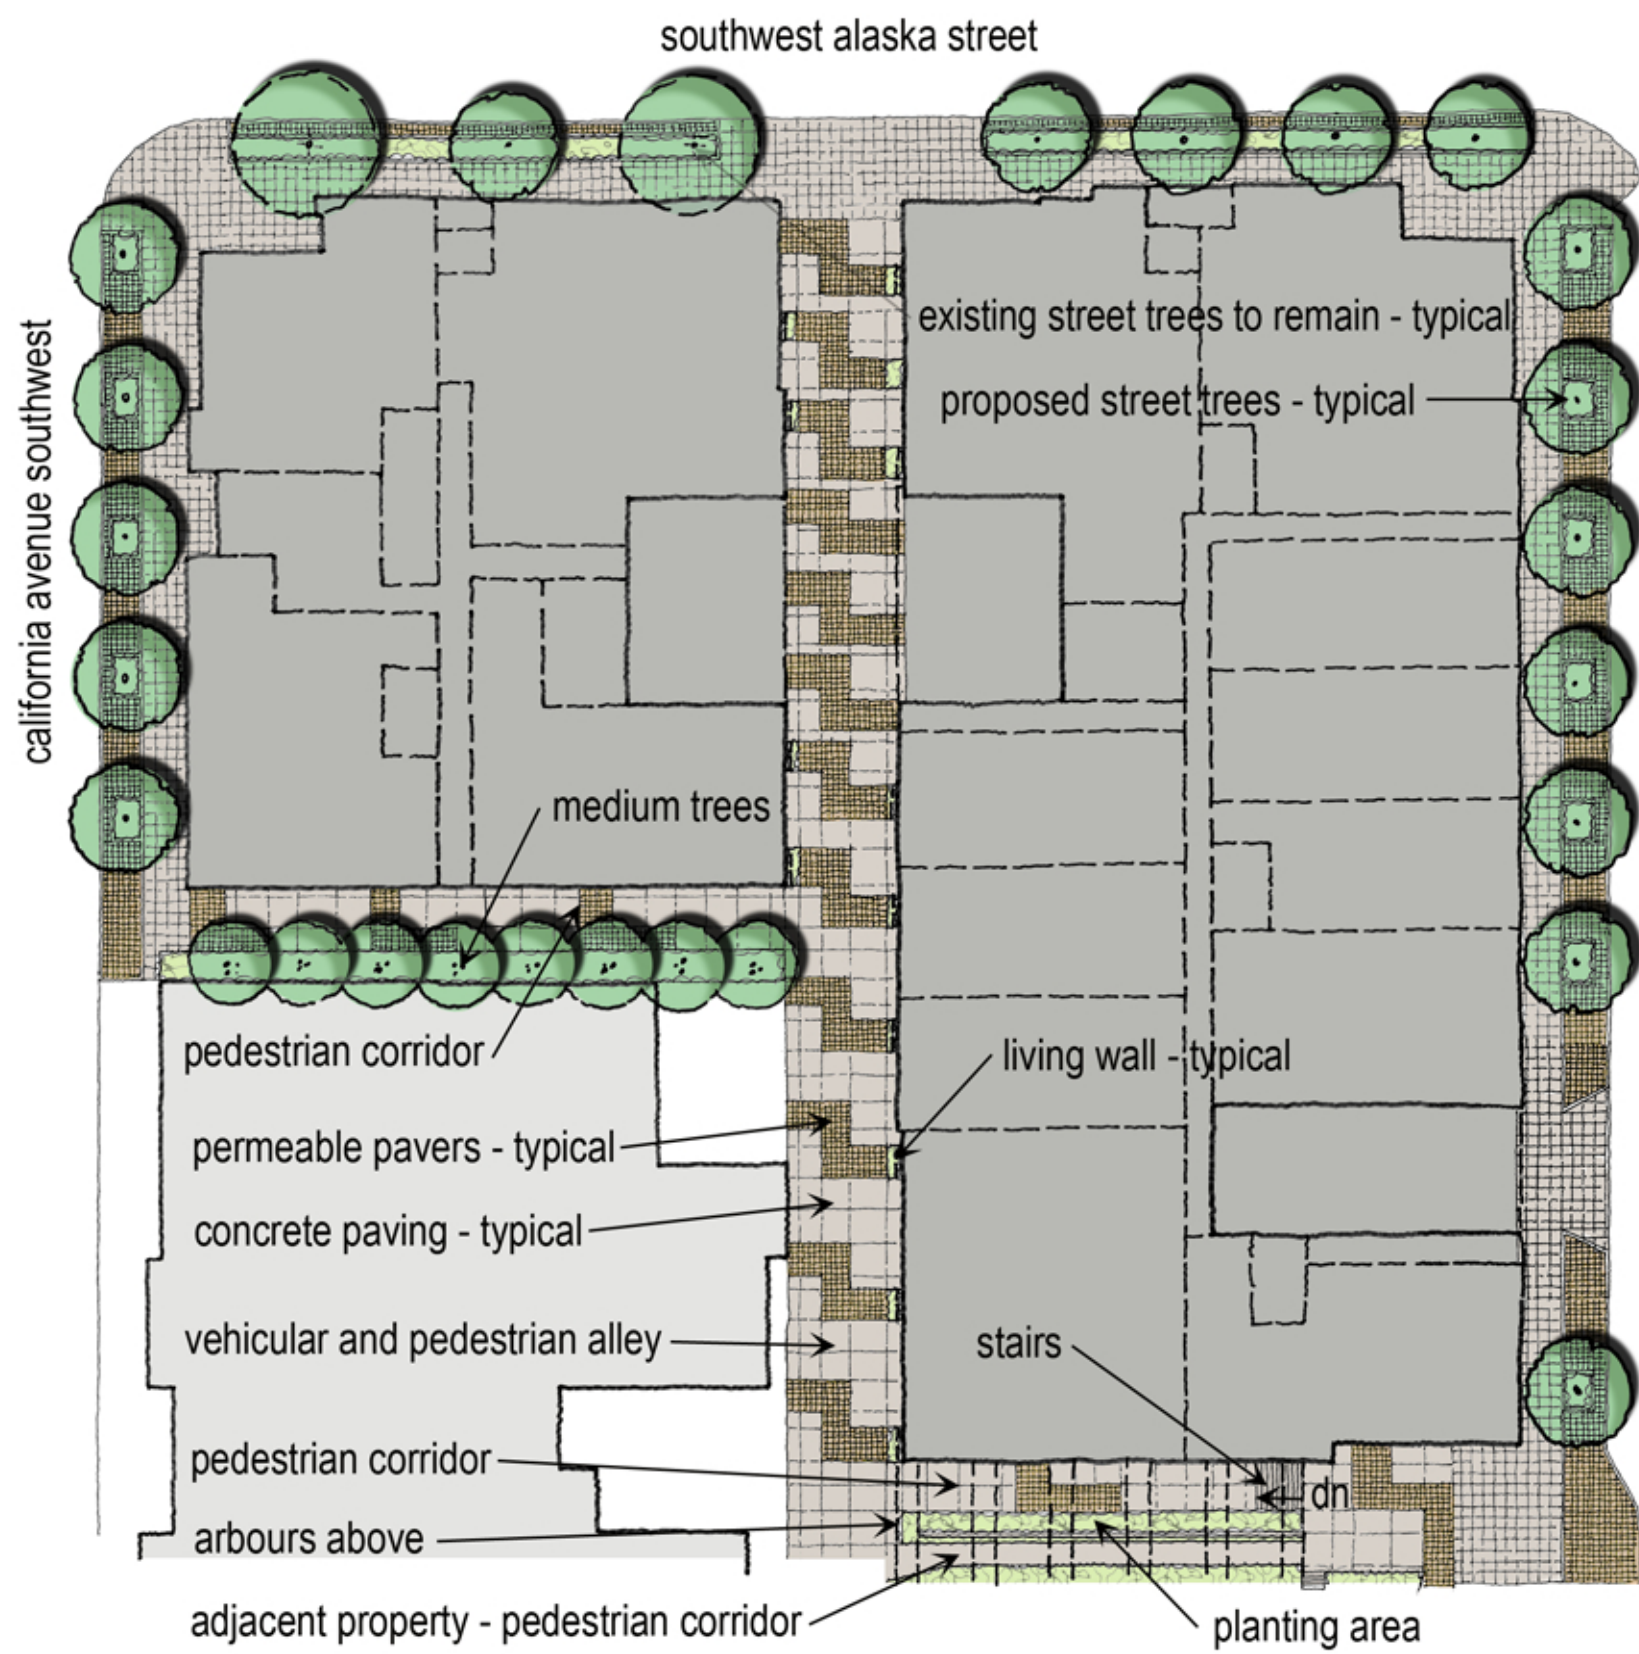 southwest alaska street
california avenue southwest
existing street trees to remain - typical
proposed street trees - typical
medium trees
pedestrian corridor
living wall - typical
permeable pavers - typical
concrete paving - typical
vehicular and pedestrian alley
stairs
pedestrian corridor
dn
arbours above
adjacent property - pedestrian corridor
planting area